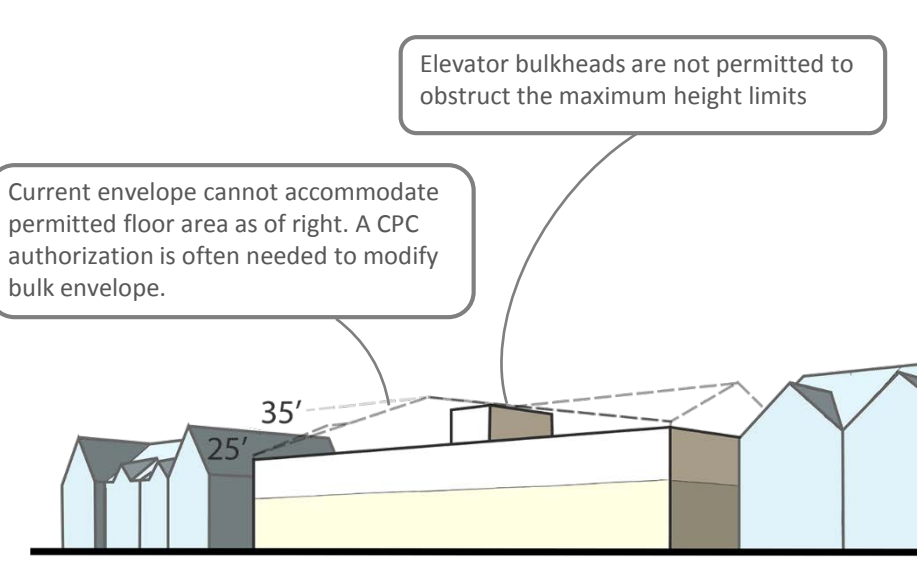 Elevator bulkheads are not permitted to
obstruct the maximum height limits
Current envelope cannot accommodate
permitted floor area as of right. A CPC
authorization is often needed to modify
bulk envelope.
35’
25’